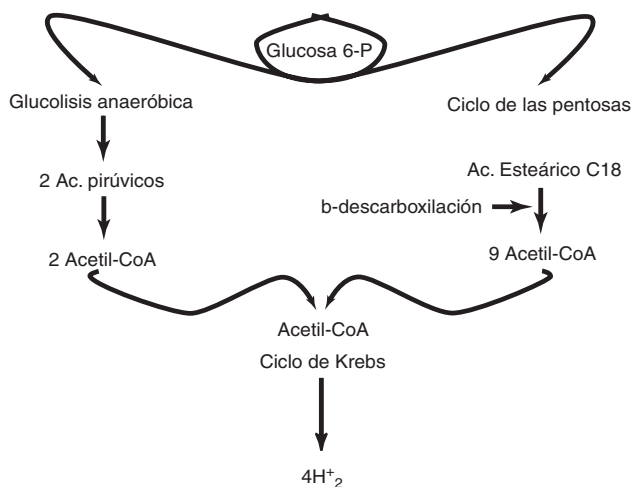 Glucosa 6-P
Glucolisis anaeróbica
Ciclo de las pentosas
2 Ac. pirúvicos
Ac. Esteárico C18
b-descarboxilación
2 Acetil-CoA
9 Acetil-CoA
Acetil-CoA
Ciclo de Krebs
4H⁺₂